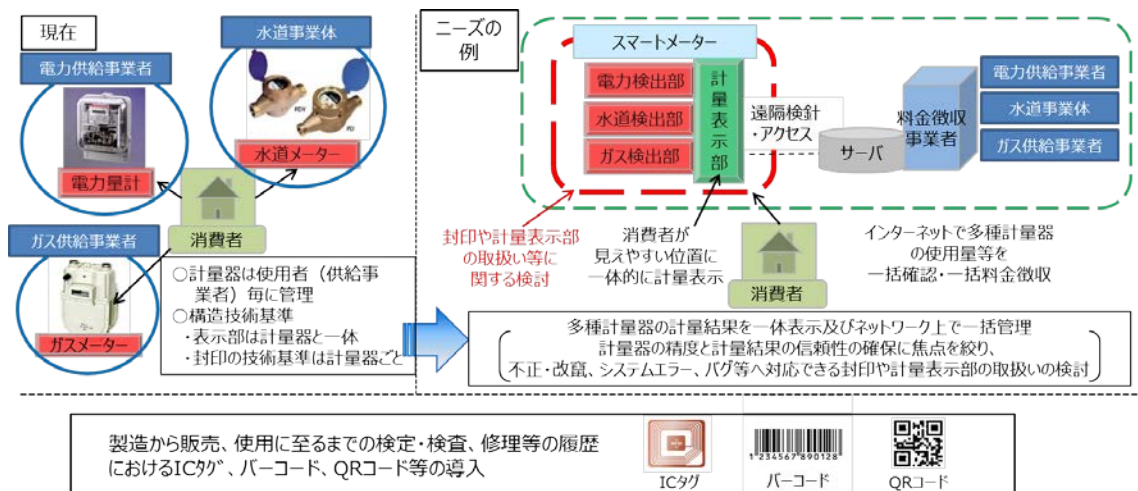 現在
水道事業体
電力供給事業者
水道メーター
電力量計
ガス供給事業者
消費者
ガスメーター
○計量器は使用者（供給事
業者）毎に管理
○構造技術基準
・表示部は計量器と一体
・封印の技術基準は計量器ごと
ニーズの
例
スマートメーター
電力検出部
水道検出部
ガス検出部
計量表示部
遠隔検針
・アクセス
サーバ
料金徴収
事業者
電力供給事業者
水道事業体
ガス供給事業者
封印や計量表示部
の取扱い等に
関する検討
消費者が
見えやすい位置に
一体的に計量表示
消費者
インターネットで多種計量器
の使用量等を
一括確認・一括料金徴収
多種計量器の計量結果を一体表示及びネットワーク上で一括管理
計量器の精度と計量結果の信頼性の確保に焦点を絞り、
不正・改竄、システムエラー、バグ等へ対応できる封印や計量表示部の取扱いの検討
製造から販売、使用に至るまでの検定・検査、修理等の履歴
におけるICタグ、バーコード、QRコード等の導入
ICタグ
1 234567 890128
バーコード
QRコード